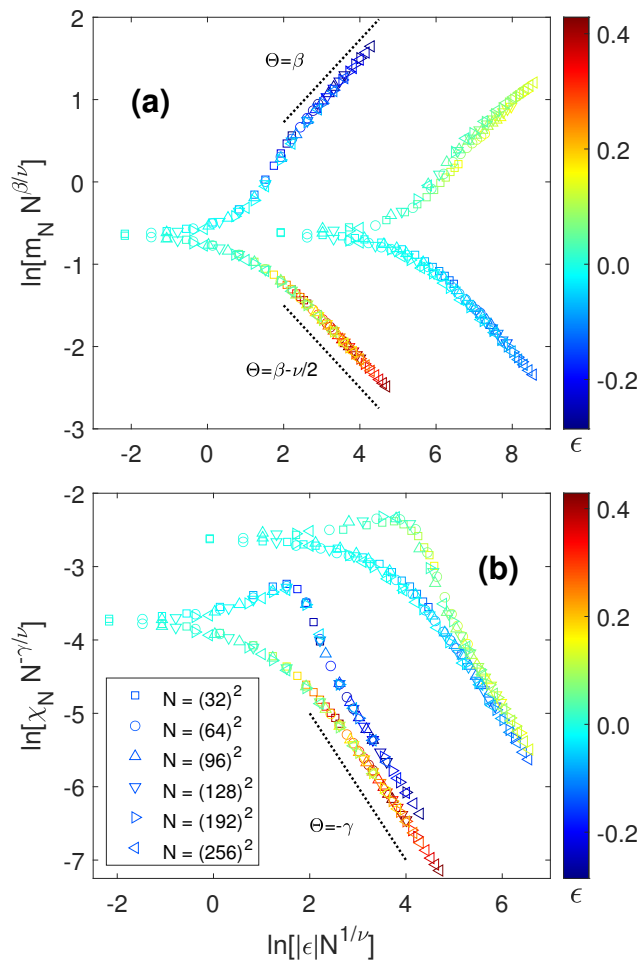 2
1
0
-1
-2
-3
ln[m_N N^{β/ν}]
(a)
Θ=β
Θ=β-ν/2
-2
0
2
4
6
8
0.4
0.2
0.0
-0.2
ϵ
-2
-3
-4
-5
-6
-7
ln[χ_N N^{-γ/ν}]
(b)
N = (32)²
N = (64)²
N = (96)²
N = (128)²
N = (192)²
N = (256)²
Θ=-γ
-2
0
2
4
6
ln[|ϵ|N^{1/ν}]
0.4
0.2
0.0
-0.2
ϵ